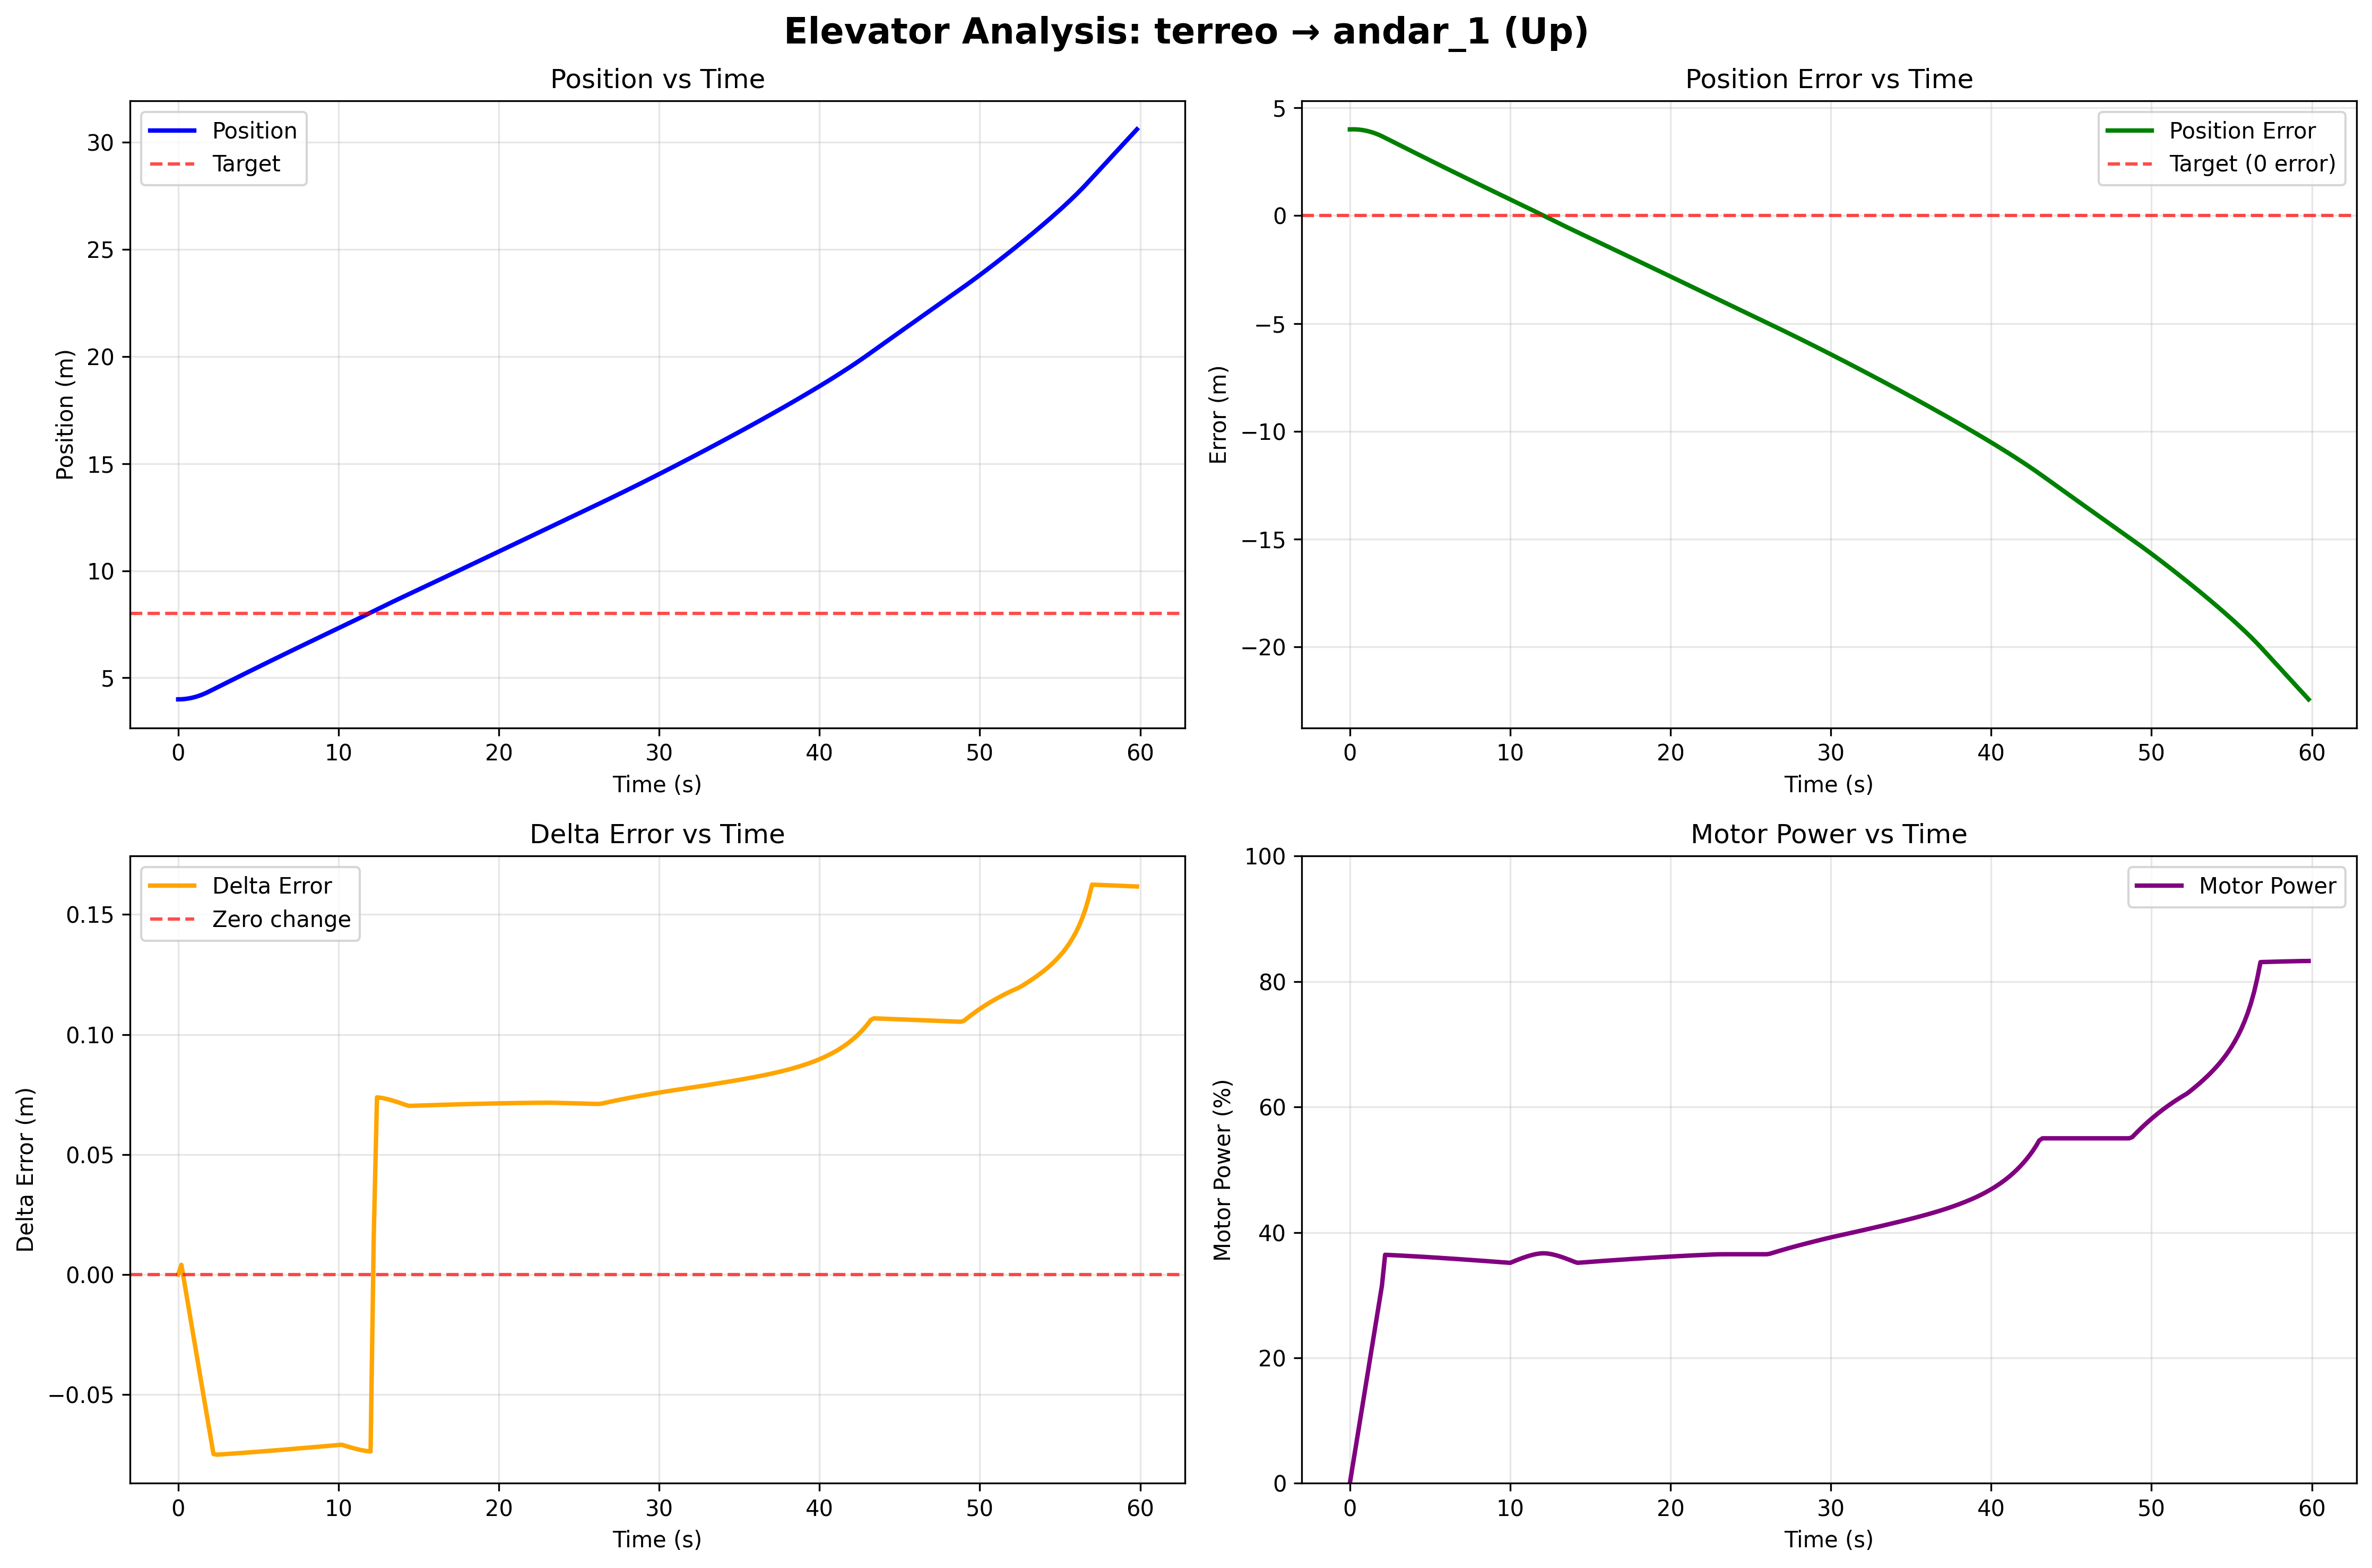 Elevator Analysis: terreo → andar_1 (Up)
Position vs Time
Position (m)
30
25
20
15
10
5
Position
Target
0 10 20 30 40 50 60
Time (s)
Position Error vs Time
Error (m)
5
0
−5
−10
−15
−20
Position Error
Target (0 error)
0 10 20 30 40 50 60
Time (s)
Delta Error vs Time
Delta Error (m)
0.15
0.10
0.05
0.00
−0.05
Delta Error
Zero change
0 10 20 30 40 50 60
Time (s)
Motor Power vs Time
Motor Power (%)
100
80
60
40
20
0
Motor Power
0 10 20 30 40 50 60
Time (s)